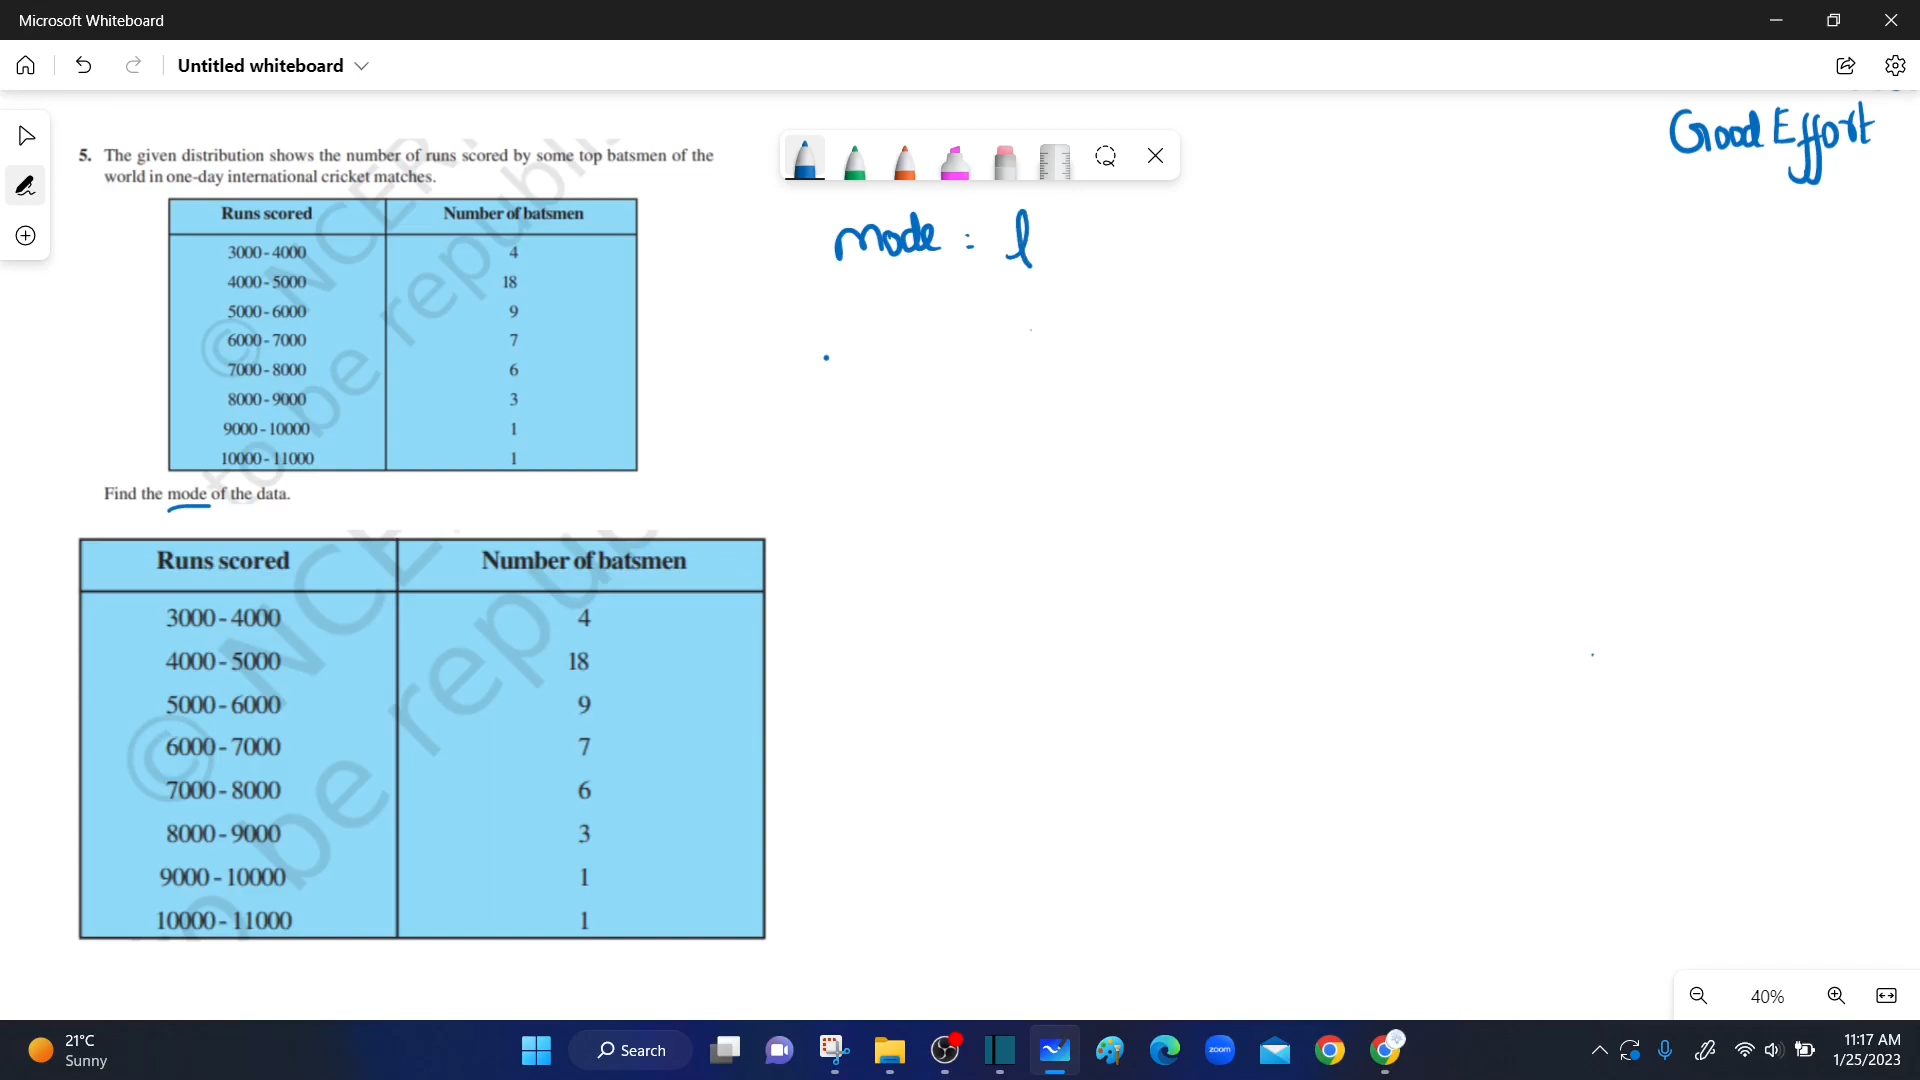 Microsoft Whiteboard
Untitled whiteboard
Good Effort
5. The given distribution shows the number of runs scored by some top batsmen of the
world in one-day international cricket matches.
Runs scored Number of batsmen
3000 - 4000 4
4000 - 5000 18
5000 - 6000 9
6000 - 7000 7
7000 - 8000 6
8000 - 9000 3
9000 - 10000 1
10000 - 11000 1
Find the mode of the data.
mode : l
Runs scored Number of batsmen
3000 - 4000 4
4000 - 5000 18
5000 - 6000 9
6000 - 7000 7
7000 - 8000 6
8000 - 9000 3
9000 - 10000 1
10000 - 11000 1
40%
21°C
Sunny
Search
zoom
11:17 AM
1/25/2023